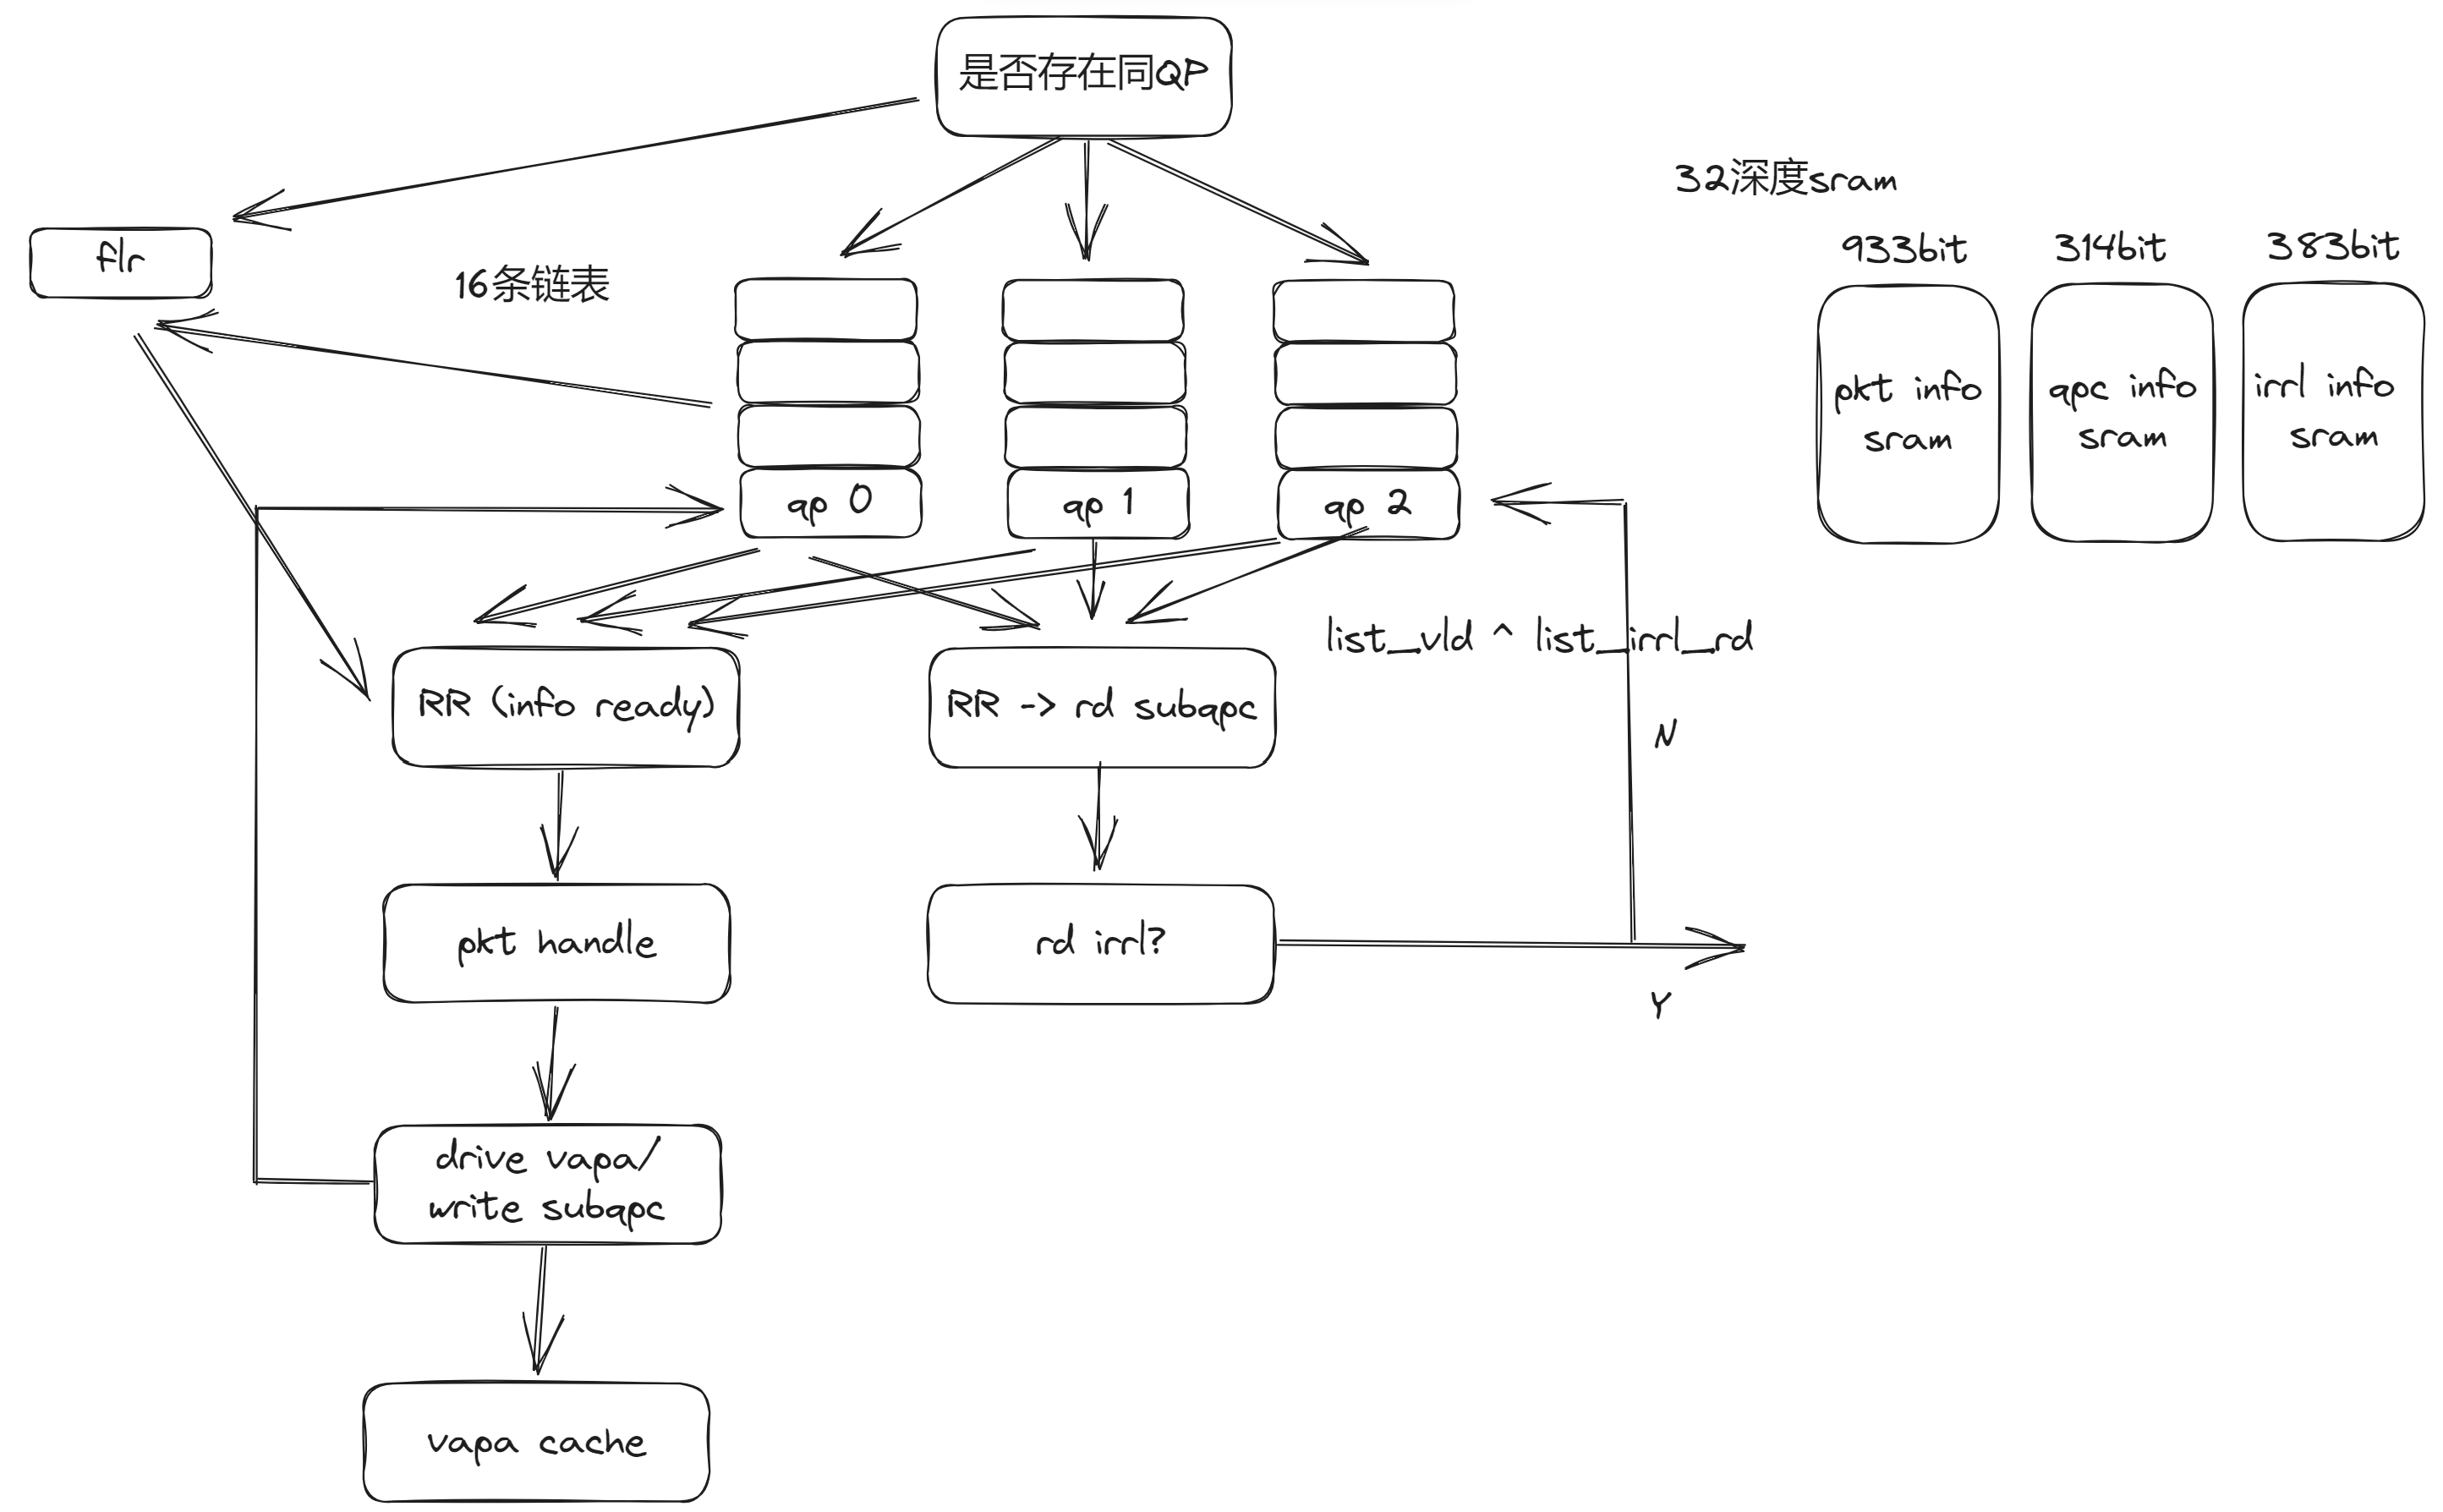 是否存在同QP
32深度sram
flr
16条链表
933bit
314bit
383bit
pkt info
sram
qpc info
sram
irrl info
sram
qp 0
qp 1
qp 2
list_vld ^ list_irrl_rd
RR (info ready)
RR -> rd subqpc
N
pkt handle
rd irrl?
Y
drive vapa/
write subqpc
vapa cache